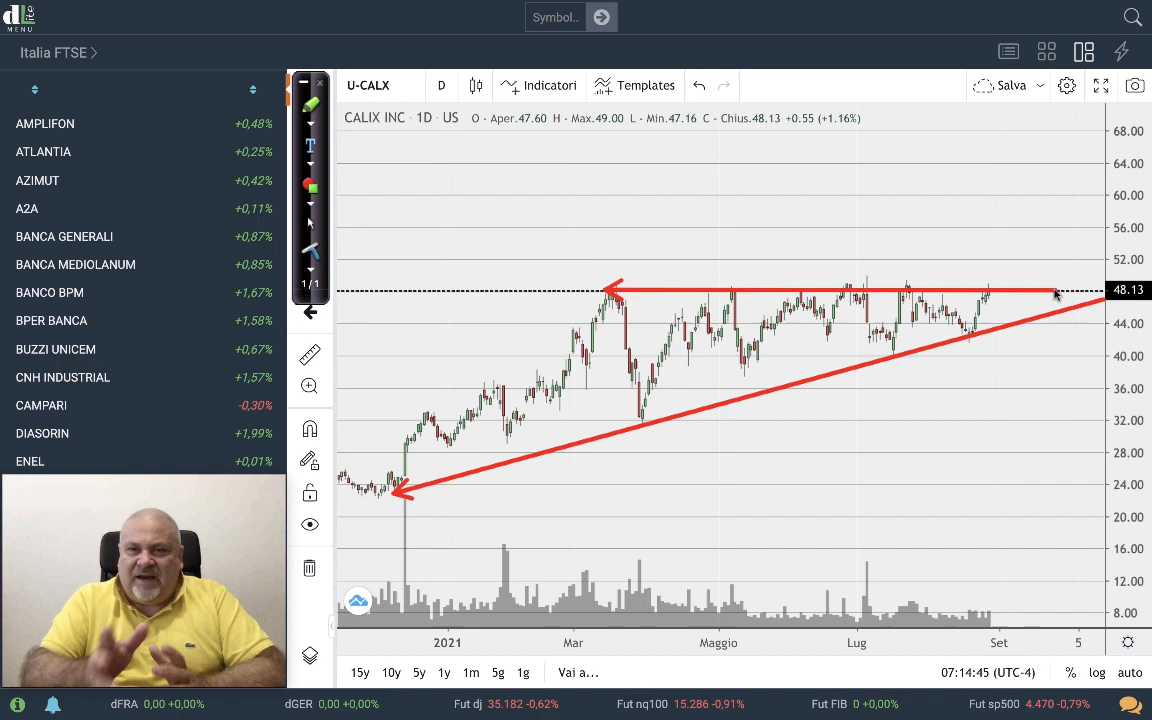 dLite
MENU
Symbol..
Italia FTSE
AMPLIFON +0,48%
ATLANTIA +0,25%
AZIMUT +0,42%
A2A +0,11%
BANCA GENERALI +0,87%
BANCA MEDIOLANUM +0,85%
BANCO BPM +1,67%
BPER BANCA +1,58%
BUZZI UNICEM +0,67%
CNH INDUSTRIAL +1,57%
CAMPARI -0,30%
DIASORIN +1,99%
ENEL +0,01%
T
1/1
U-CALX D Indicatori Templates Salva
CALIX INC · 1D · US O - Aper.47.60 H - Max.49.00 L - Min.47.16 C - Chius.48.13 +0.55 (+1.16%)
68.00
64.00
60.00
56.00
52.00
48.13
44.00
40.00
36.00
32.00
28.00
24.00
20.00
16.00
12.00
8.00
2021 Mar Maggio Lug Set 5
15y 10y 5y 1y 1m 5g 1g Vai a... 07:14:45 (UTC-4) % log auto
dFRA 0,00 +0,00% dGER 0,00 +0,00% Fut dj 35.182 -0,62% Fut nq100 15.286 -0,91% Fut FIB 0 +0,00% Fut sp500 4.470 -0,79%